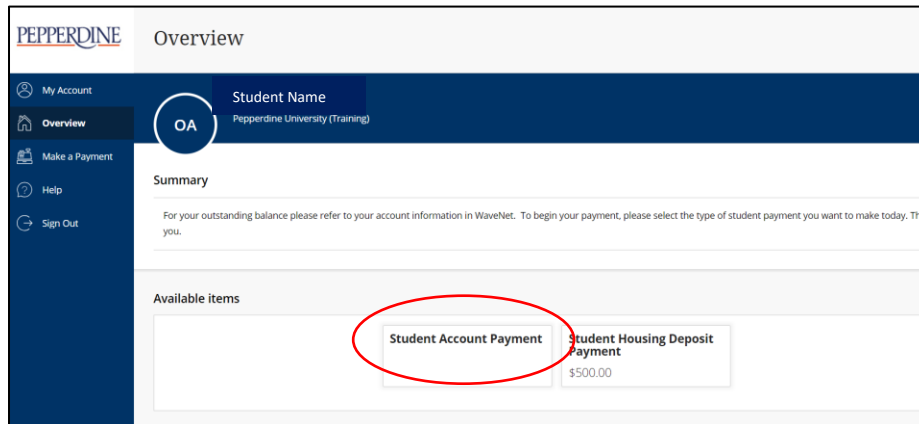 PEPPERDINE
Overview
My Account
Overview
Make a Payment
Help
Sign Out
OA
Student Name
Pepperdine University (Training)
Summary
For your outstanding balance please refer to your account information in WaveNet. To begin your payment, please select the type of student payment you want to make today. Th
you.
Available items
Student Account Payment
Student Housing Deposit
Payment
$500.00